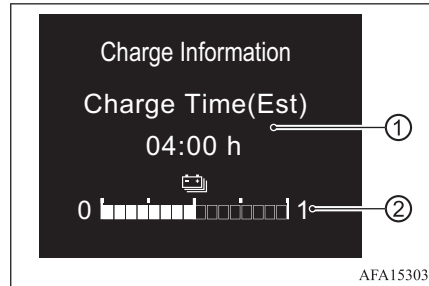 Charge Information
Charge Time(Est)
04:00 h
1
0 1
2
AFA15303